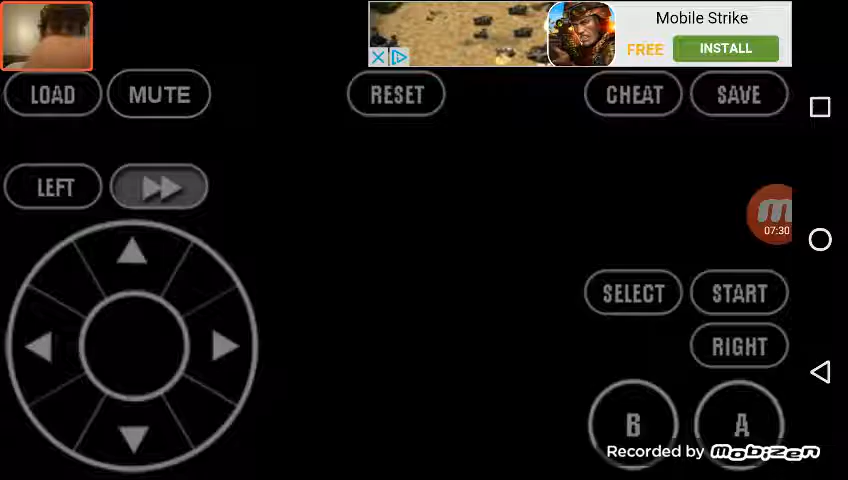 Mobile Strike
FREE
INSTALL
LOAD
MUTE
RESET
CHEAT
SAVE
LEFT
07:30
SELECT
START
RIGHT
B
A
Recorded by mobizen